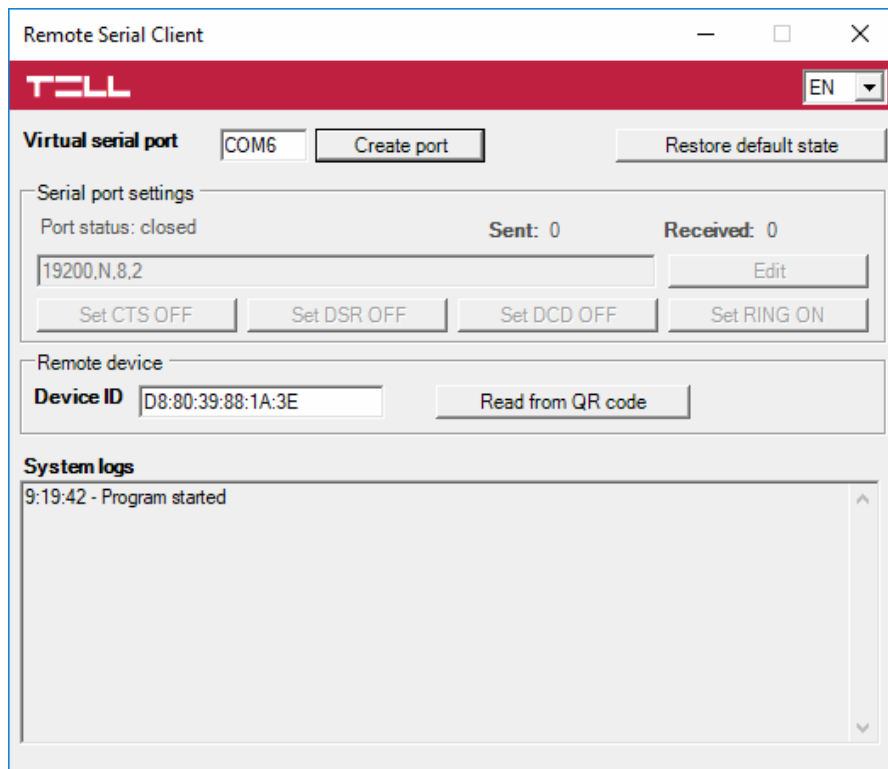 Remote Serial Client
TELL
EN
Virtual serial port COM6 Create port Restore default state
Serial port settings
Port status: closed Sent: 0 Received: 0
19200,N,8,2 Edit
Set CTS OFF Set DSR OFF Set DCD OFF Set RING ON
Remote device
Device ID D8:80:39:88:1A:3E Read from QR code
System logs
9:19:42 - Program started